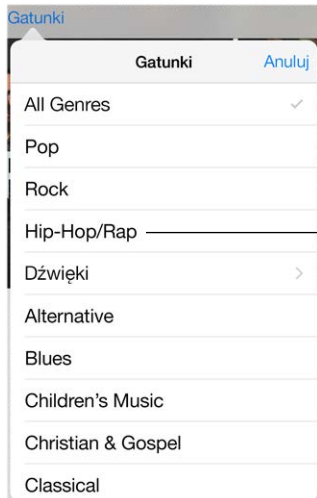 Gatunki
Gatunki Anuluj
All Genres
Pop
Rock
Hip-Hop/Rap
Dźwięki
Alternative
Blues
Children’s Music
Christian & Gospel
Classical